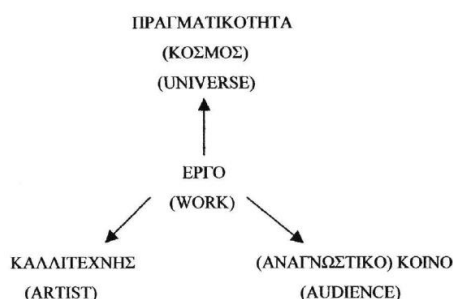 ΠΡΑΓΜΑΤΙΚΟΤΗΤΑ
(ΚΟΣΜΟΣ)
(UNIVERSE)
ΕΡΓΟ
(WORK)
ΚΑΛΛΙΤΕΧΝΗΣ
(ARTIST)
(ΑΝΑΓΝΩΣΤΙΚΟ) ΚΟΙΝΟ
(AUDIENCE)